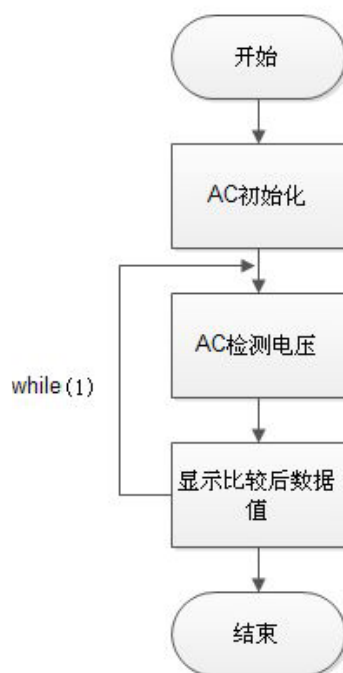 开始
AC初始化
AC检测电压
while(1)
显示比较后数据
值
结束